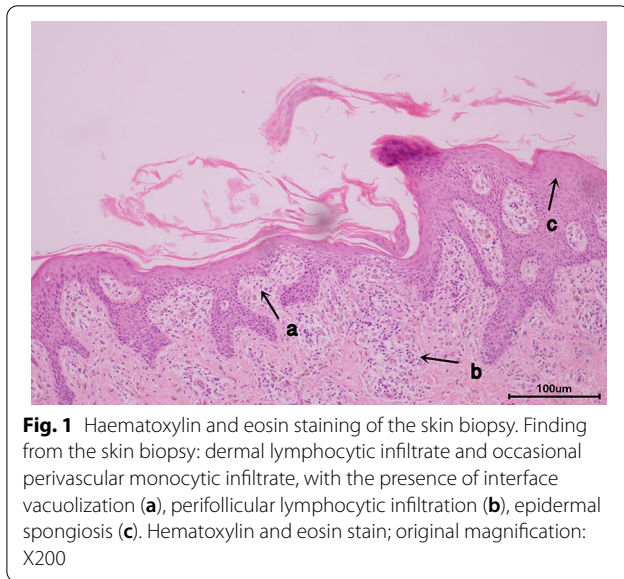 c
a
b
100um
Fig. 1 Haematoxylin and eosin staining of the skin biopsy. Finding
from the skin biopsy: dermal lymphocytic infiltrate and occasional
perivascular monocytic infiltrate, with the presence of interface
vacuolization (a), perifollicular lymphocytic infiltration (b), epidermal
spongiosis (c). Hematoxylin and eosin stain; original magnification:
X200